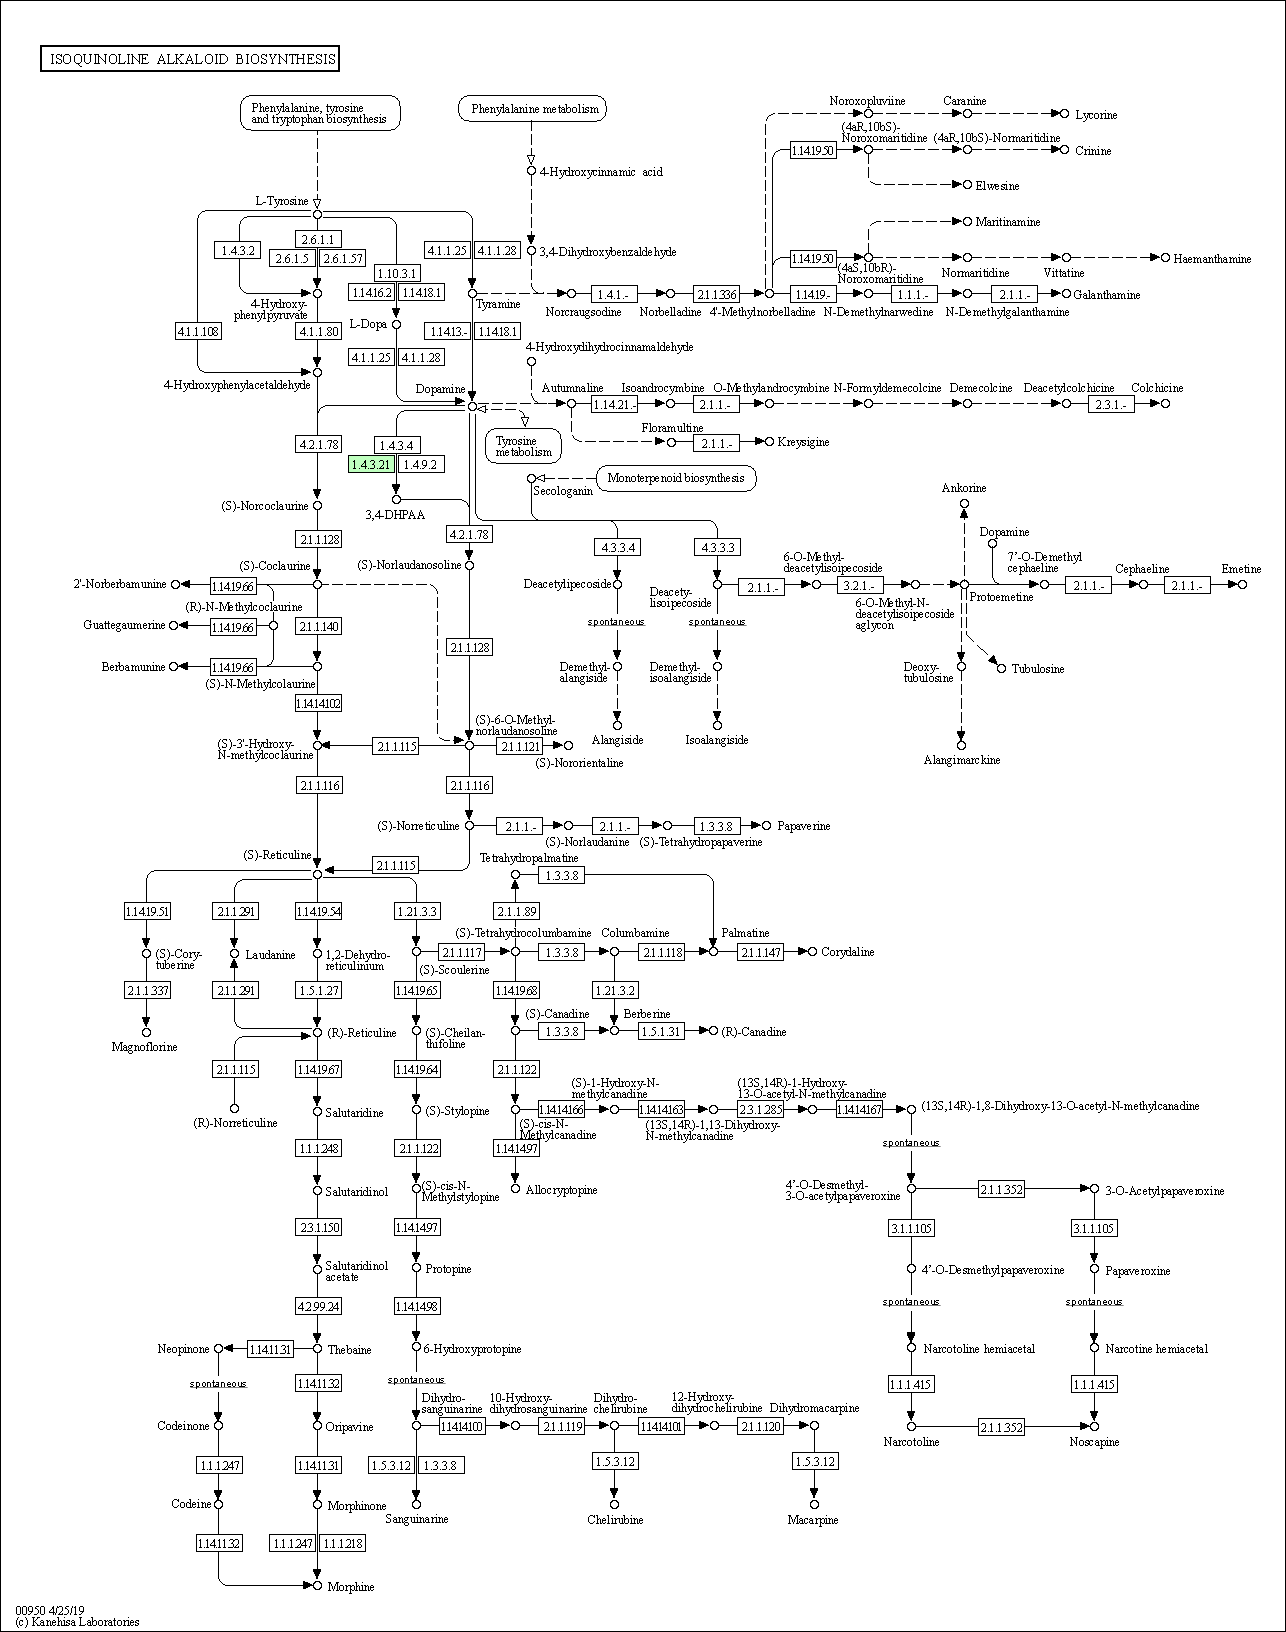 ISOQUINOLINE ALKALOID BIOSYNTHESIS
Phenylalanine, tyrosine
and tryptophan biosynthesis
Phenylalanine metabolism
Noroxopluviine
Caranine
Lycorine
(4aR,10bS)-
Noroxomaritidine
(4aR,10bS)-Normaritidine
1.14.19.50
Crinine
4-Hydroxycinnamic acid
Elwesine
L-Tyrosine
Maritinamine
2.6.1.1
1.4.3.2
2.6.1.5
2.6.1.57
4.1.1.25
4.1.1.28
3,4-Dihydroxybenzaldehyde
1.14.19.50
Haemanthamine
(4aS,10bR)-
Noroxomaritidine
Normaritidine
Vittatine
1.10.3.1
1.14.16.2
1.14.18.1
4-Hydroxy-
phenylpyruvate
Tyramine
1.4.1.-
2.1.1.336
1.14.19.-
1.1.1.-
2.1.1.-
Galanthamine
Norcraugsodine
Norbelladine
4'-Methylnorbelladine
N-Demethylnarwedine
N-Demethylgalanthamine
L-Dopa
4.1.1.108
4.1.1.80
1.14.13.-
1.14.18.1
4-Hydroxydihydrocinnamaldehyde
4.1.1.25
4.1.1.28
4-Hydroxyphenylacetaldehyde
Dopamine
Autumnaline
Isoandrocymbine
O-Methylandrocymbine
N-Formyldemecolcine
Demecolcine
Deacetylcolchicine
Colchicine
1.14.21.-
2.1.1.-
2.3.1.-
Floramultine
2.1.1.-
Kreysigine
4.2.1.78
1.4.3.4
Tyrosine
metabolism
1.4.3.21
1.4.9.2
Monoterpenoid biosynthesis
Secologanin
Ankorine
(S)-Norcoclaurine
3,4-DHPAA
2.1.1.128
4.2.1.78
4.3.3.4
4.3.3.3
Dopamine
6-O-Methyl-
deacetylisoipecoside
7'-O-Demethyl
cephaeline
Cephaeline
Emetine
(S)-Coclaurine
(S)-Norlaudanosoline
2'-Norberbamunine
1.14.19.66
Deacetylipecoside
Deacety-
lisoipecoside
2.1.1.-
3.2.1.-
Protoemetine
2.1.1.-
2.1.1.-
6-O-Methyl-N-
deacetylisoipecoside
aglycon
(R)-N-Methylcoclaurine
Guattegaumerine
1.14.19.66
2.1.1.140
spontaneous
spontaneous
2.1.1.128
Berbamunine
1.14.19.66
(S)-N-Methylcolaurine
Demethyl-
alangiside
Demethyl-
isoalangiside
Deoxy-
tubulosine
Tubulosine
1.14.14.102
(S)-6-O-Methyl-
norlaudanosoline
(S)-3'-Hydroxy-
N-methylcoclaurine
2.1.1.115
2.1.1.121
(S)-Nororientaline
Alangiside
Isoalangiside
Alangimarckine
2.1.1.116
2.1.1.116
(S)-Norreticuline
2.1.1.-
2.1.1.-
1.3.3.8
Papaverine
(S)-Norlaudanine
(S)-Tetrahydropapaverine
(S)-Reticuline
2.1.1.115
Tetrahydropalmatine
1.3.3.8
1.14.19.51
2.1.1.291
1.14.19.54
1.21.3.3
2.1.1.89
(S)-Tetrahydrocolumbamine
Columbamine
Palmatine
(S)-Cory-
tuberine
Laudanine
1,2-Dehydro-
reticulinium
2.1.1.117
1.3.3.8
2.1.1.118
2.1.1.147
Corydaline
(S)-Scoulerine
2.1.1.337
2.1.1.291
1.5.1.27
1.14.19.65
1.14.19.68
1.21.3.2
(S)-Canadine
Berberine
Magnoflorine
(R)-Reticuline
(S)-Cheilan-
thifoline
1.3.3.8
1.5.1.31
(R)-Canadine
2.1.1.115
1.14.19.67
1.14.19.64
2.1.1.122
(S)-1-Hydroxy-N-
methylcanadine
(13S,14R)-1-Hydroxy-
13-O-acetyl-N-methylcanadine
(R)-Norreticuline
Salutaridine
(S)-Stylopine
1.14.14.166
1.14.14.163
2.3.1.285
1.14.14.167
(13S,14R)-1,8-Dihydroxy-13-O-acetyl-N-methylcanadine
(S)-cis-N-
Methylcanadine
(13S,14R)-1,13-Dihydroxy-
N-methylcanadine
1.1.1.248
2.1.1.122
1.14.14.97
spontaneous
Salutaridinol
(S)-cis-N-
Methylstylopine
Allocryptopine
4'-O-Desmethyl-
3-O-acetylpapaveroxine
2.1.1.352
3-O-Acetylpapaveroxine
2.3.1.150
1.14.14.97
3.1.1.105
3.1.1.105
Salutaridinol
acetate
Protopine
4'-O-Desmethylpapaveroxine
Papaveroxine
4.2.99.24
1.14.14.98
spontaneous
spontaneous
Neopinone
1.14.11.31
Thebaine
6-Hydroxyprotopine
Narcotoline hemiacetal
Narcotine hemiacetal
spontaneous
1.14.11.32
spontaneous
1.1.1.415
1.1.1.415
Dihydro-
sanguinarine
10-Hydroxy-
dihydrosanguinarine
Dihydro-
chelirubine
12-Hydroxy-
dihydrochelirubine
Dihydromacarpine
Codeinone
Oripavine
1.14.14.100
2.1.1.119
1.14.14.101
2.1.1.120
Narcotoline
2.1.1.352
Noscapine
1.1.1.247
1.14.11.31
1.5.3.12
1.3.3.8
1.5.3.12
1.5.3.12
Codeine
Morphinone
Sanguinarine
Chelirubine
Macarpine
1.14.11.32
1.1.1.247
1.1.1.218
Morphine
00950 4/25/19
(c) Kanehisa Laboratories